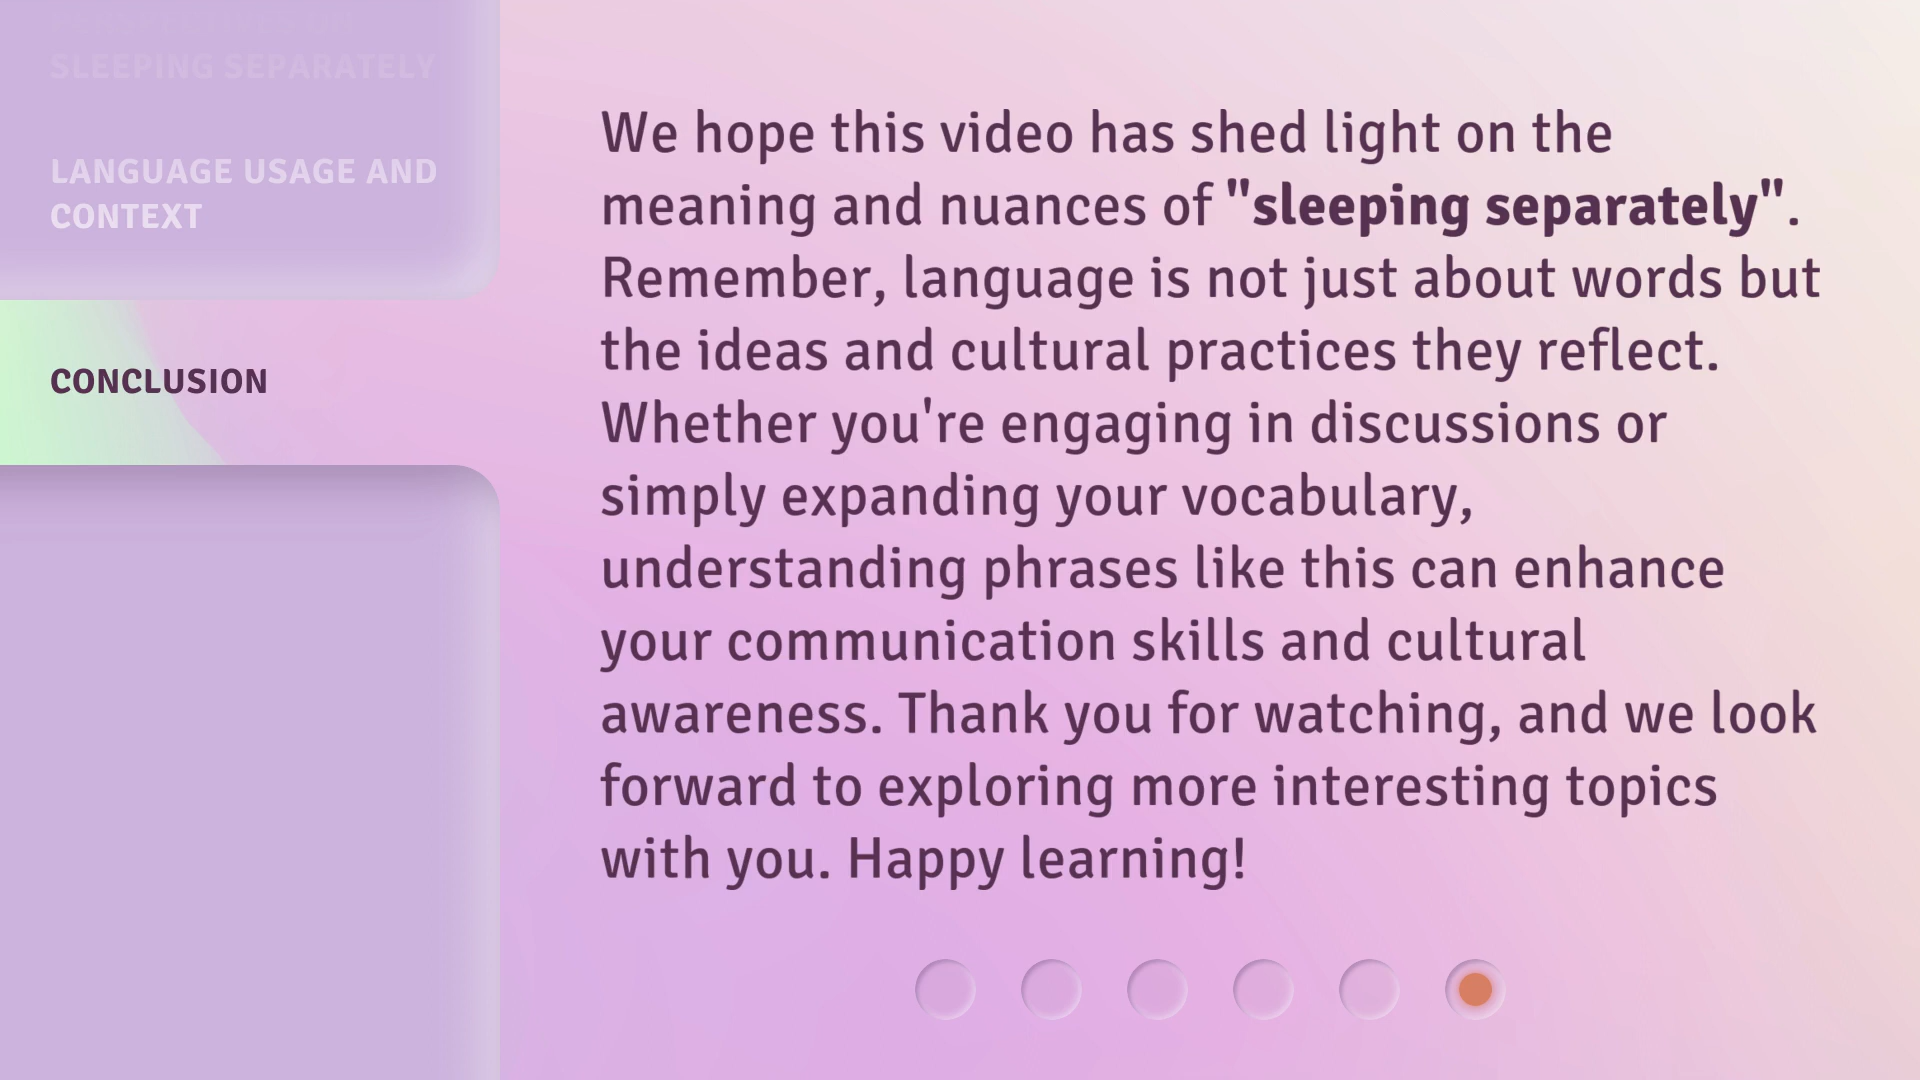 SLEEPING SEPARATELY
LANGUAGE USAGE AND
CONTEXT
CONCLUSION
We hope this video has shed light on the
meaning and nuances of "sleeping separately".
Remember, language is not just about words but
the ideas and cultural practices they reflect.
Whether you're engaging in discussions or
simply expanding your vocabulary,
understanding phrases like this can enhance
your communication skills and cultural
awareness. Thank you for watching, and we look
forward to exploring more interesting topics
with you. Happy learning!